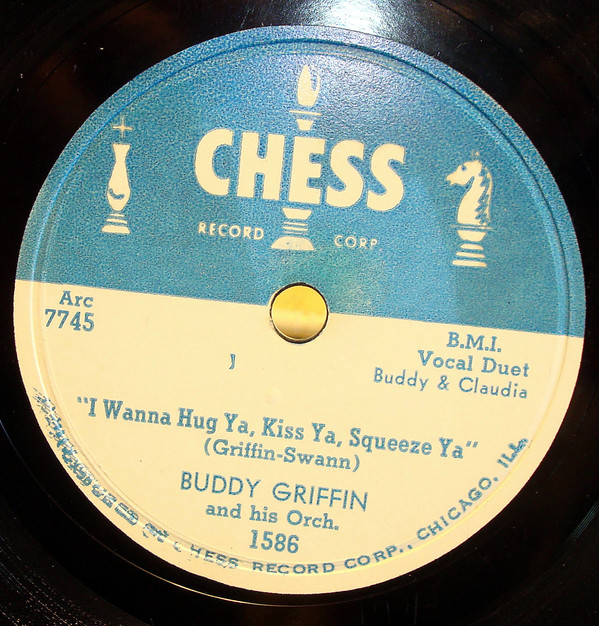 CHESS
RECORD CORP
Arc
7745
B.M.I.
Vocal Duet
Buddy & Claudia
"I Wanna Hug Ya, Kiss Ya, Squeeze Ya"
(Griffin-Swann)
BUDDY GRIFFIN
and his Orch.
1586
CHESS RECORD CORP., CHICAGO, ILL.